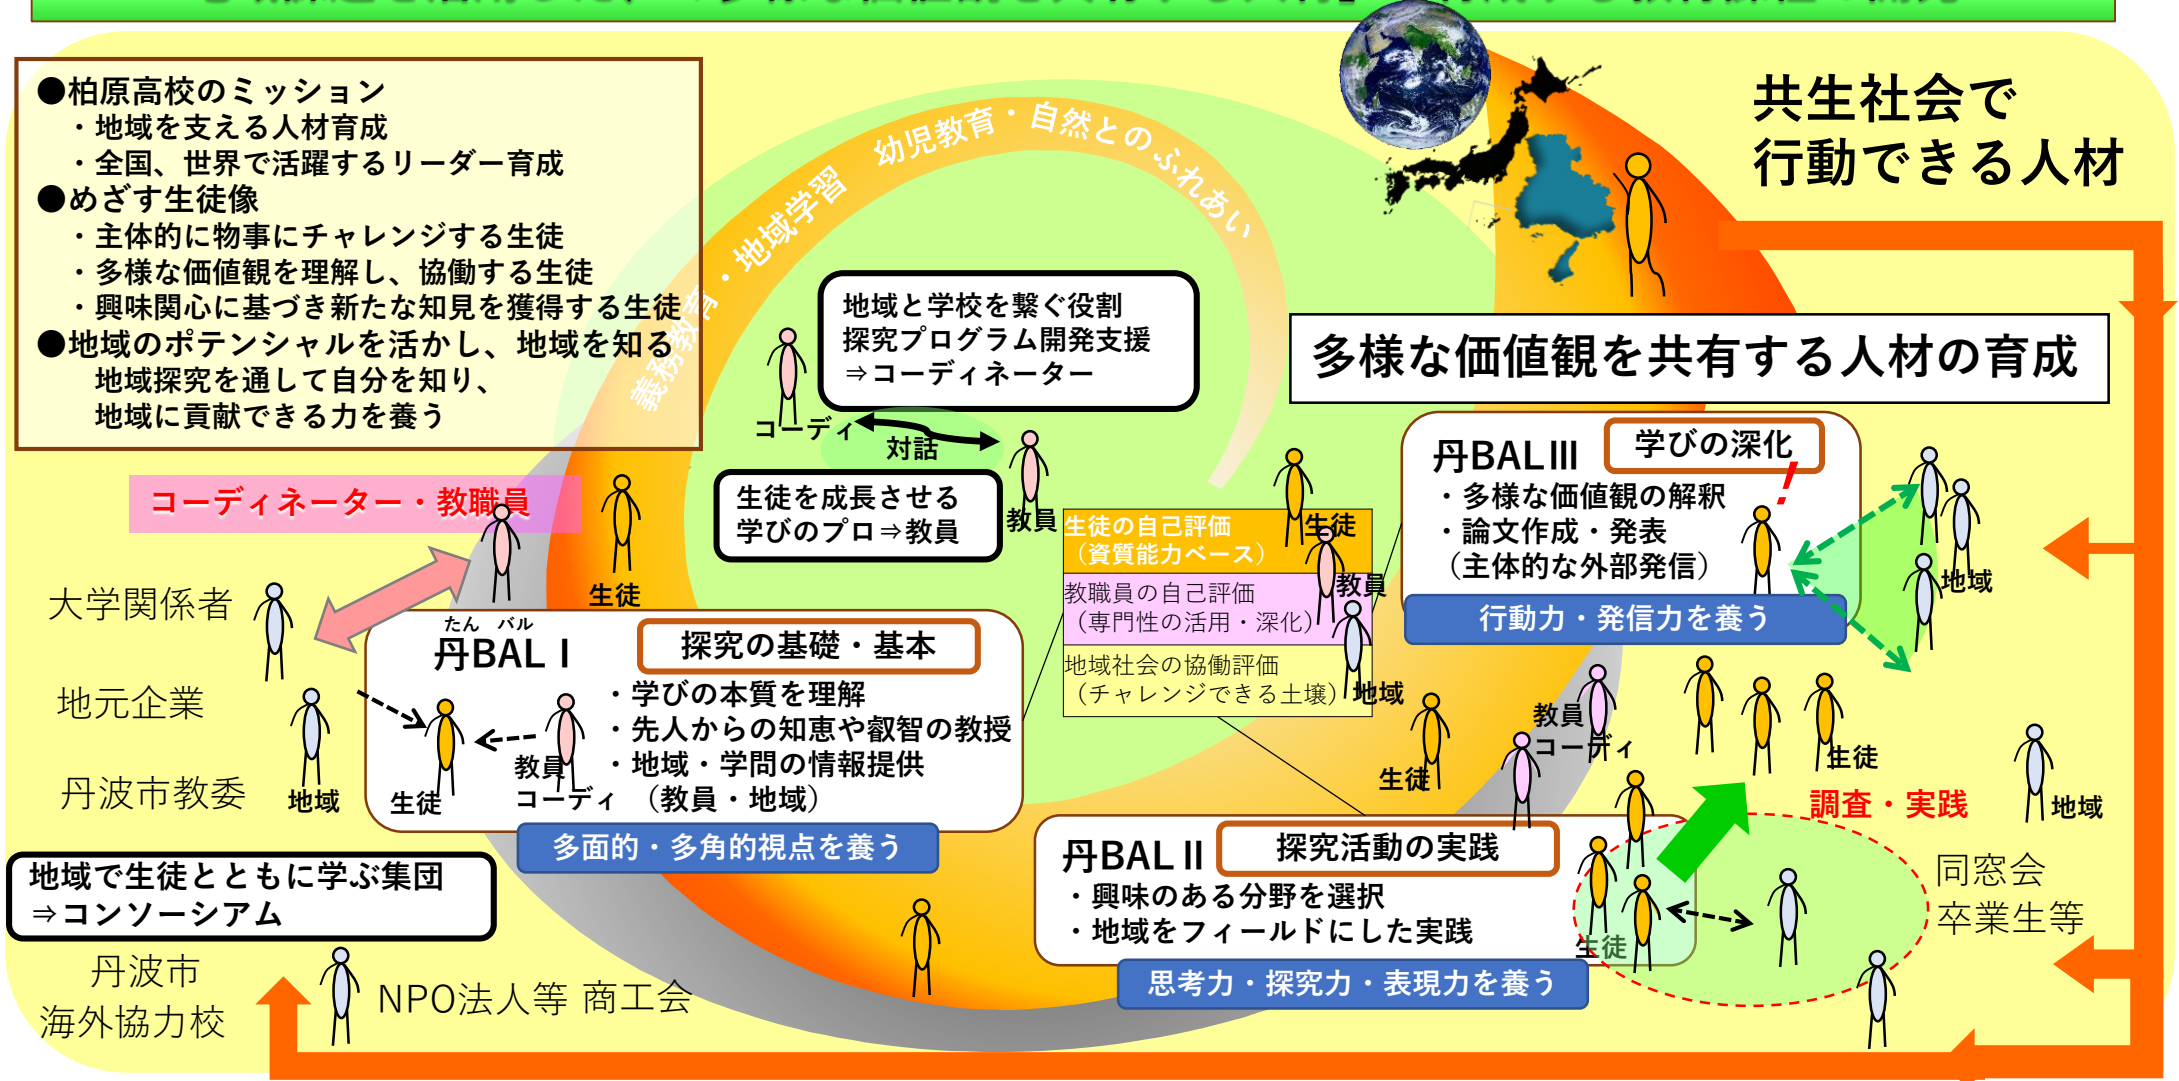 ●柏原高校のミッション
・地域を支える人材育成
・全国、世界で活躍するリーダー育成
●めざす生徒像
・主体的に物事にチャレンジする生徒
・多様な価値観を理解し、協働する生徒
・興味関心に基づき新たな知見を獲得する生徒
●地域のポテンシャルを活かし、地域を知る
地域探究を通して自分を知り、
地域に貢献できる力を養う
義務教育・地域学習 幼児教育・自然とのふれあい
共生社会で
行動できる人材
地域と学校を繋ぐ役割
探究プログラム開発支援
⇒コーディネーター
コーディ
対話
教員
生徒を成長させる
学びのプロ⇒教員
多様な価値観を共有する人材の育成
コーディネーター・教職員
生徒
大学関係者
地元企業
丹波市教委
地域
たん バル
丹BALⅠ
探究の基礎・基本
・学びの本質を理解
・先人からの知恵や叡智の教授
・地域・学問の情報提供
（教員・地域）
生徒
教員
コーディ
多面的・多角的視点を養う
生徒の自己評価
（資質能力ベース）
教職員の自己評価
（専門性の活用・深化）
地域社会の協働評価
（チャレンジできる土壌）
生徒
教員
地域
丹BALⅢ
学びの深化
・多様な価値観の解釈
・論文作成・発表
（主体的な外部発信）
!
行動力・発信力を養う
地域
生徒
教員
コーディ
生徒
調査・実践
地域
丹BALⅡ
探究活動の実践
・興味のある分野を選択
・地域をフィールドにした実践
生徒
思考力・探究力・表現力を養う
同窓会
卒業生等
地域で生徒とともに学ぶ集団
⇒コンソーシアム
丹波市
海外協力校
NPO法人等 商工会